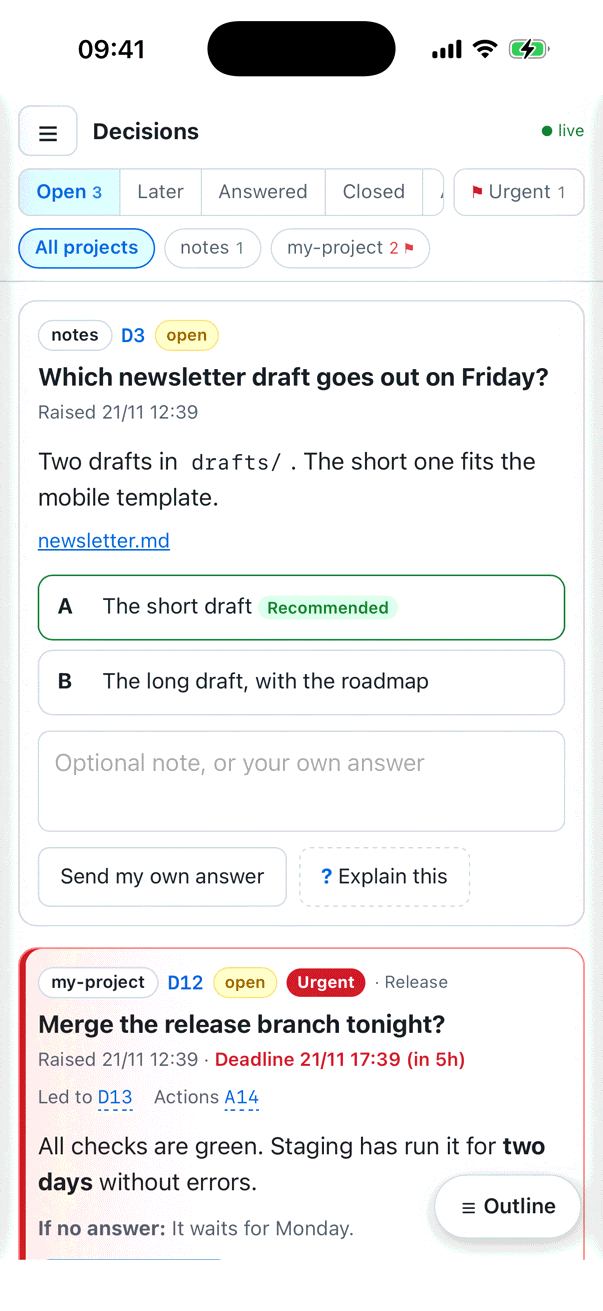 09:41
☰ Decisions ● live
Open 3 Later Answered Closed Urgent 1
All projects notes 1 my-project 2
notes D3 open
Which newsletter draft goes out on Friday?
Raised 21/11 12:39
Two drafts in drafts/ . The short one fits the
mobile template.
newsletter.md
A The short draft Recommended
B The long draft, with the roadmap
Optional note, or your own answer
Send my own answer ? Explain this
my-project D12 open Urgent · Release
Merge the release branch tonight?
Raised 21/11 12:39 · Deadline 21/11 17:39 (in 5h)
Led to D13 Actions A14
All checks are green. Staging has run it for two
days without errors.
≡ Outline
If no answer: It waits for Monday.